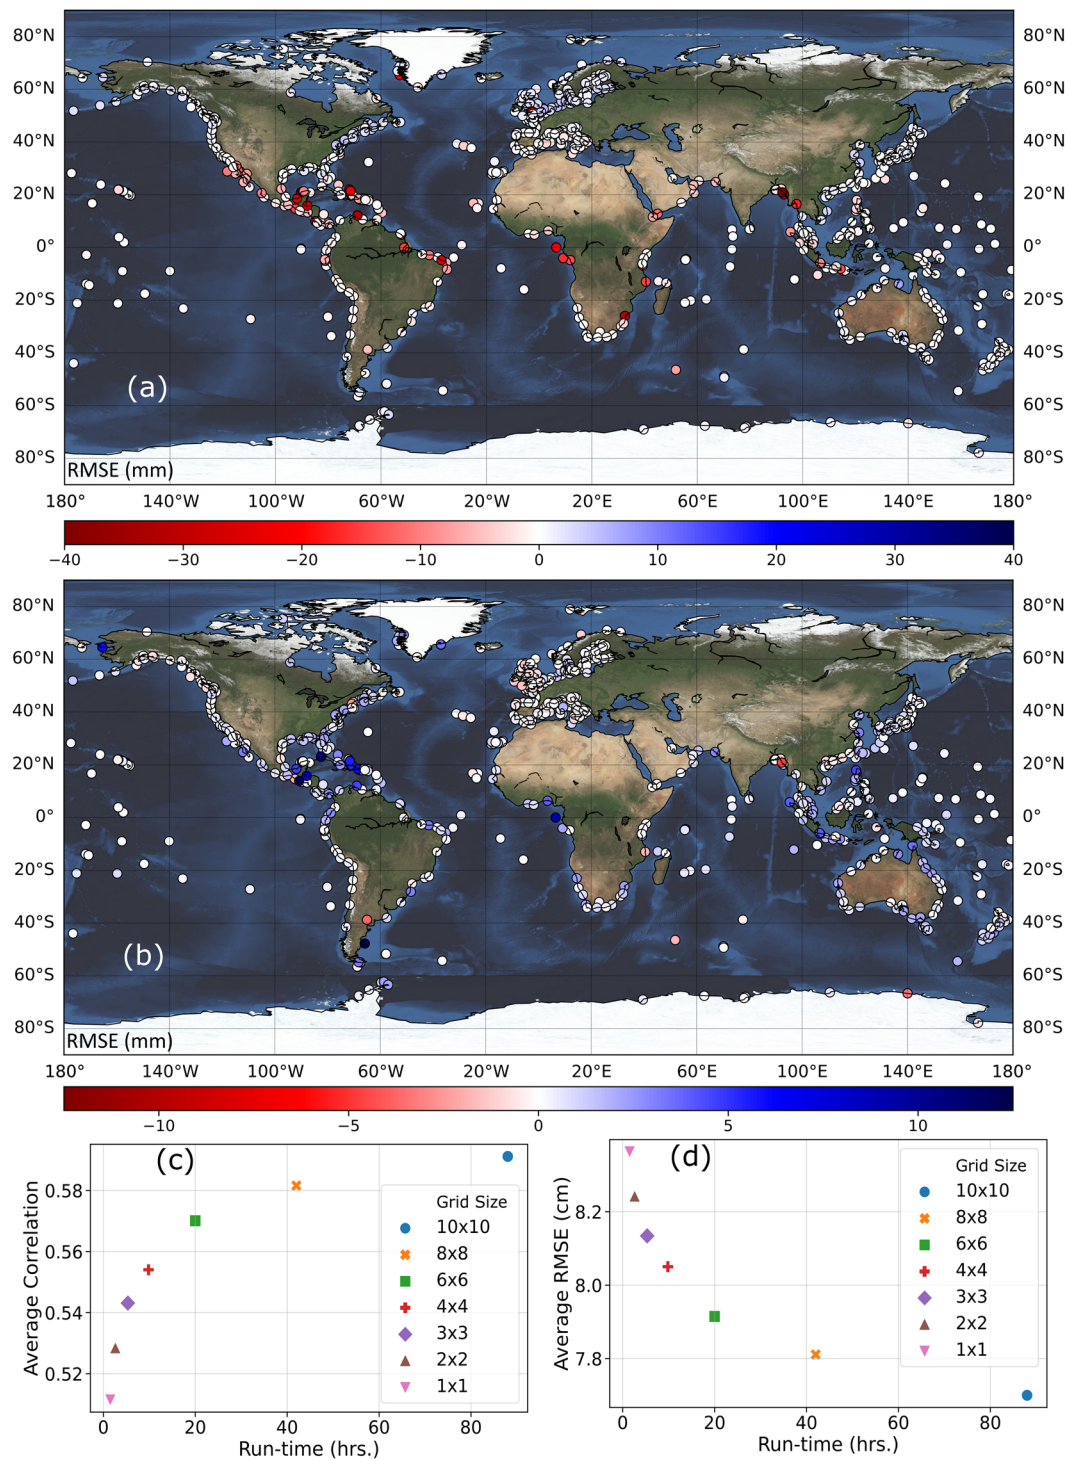 80°N 80°N
60°N 60°N
40°N 40°N
20°N 20°N
0° 0°
20°S 20°S
40°S 40°S
(a)
60°S 60°S
80°S 80°S
RMSE (mm)
180 140°W 100°W 60°W 20°W 20°E 60°E 100°E 140°E 180°
−40 −30 −20 −10 0 10 20 30 40
80°N 80°N
60°N 60°N
40°N 40°N
20°N 20°N
0° 0°
20°S 20°S
40°S 40°S
(b)
60°S 60°S
80°S 80°S
RMSE (mm)
180 140°W 100°W 60°W 20°W 20°E 60°E 100°E 140°E 180°
−10 −5 0 5 10
(c)
Average Correlation
0.58
0.56
0.54
0.52
Grid Size
10x10
8x8
6x6
4x4
3x3
2x2
1x1
0 20 40 60 80
Run-time (hrs.)
(d)
Average RMSE (cm)
8.2
8.0
7.8
Grid Size
10x10
8x8
6x6
4x4
3x3
2x2
1x1
0 20 40 60 80
Run-time (hrs.)